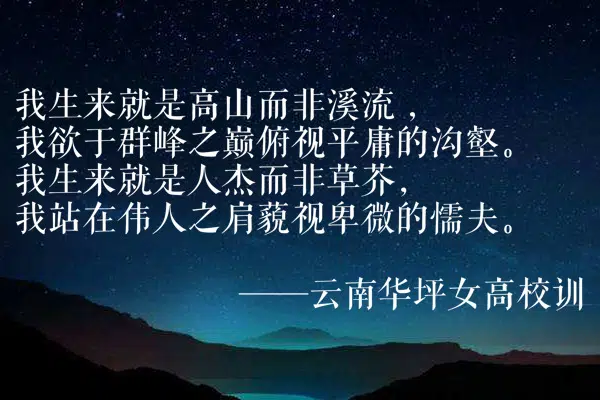 我生来就是高山而非溪流，
我欲于群峰之巅俯视平庸的沟壑。
我生来就是人杰而非草芥，
我站在伟人之肩藐视卑微的懦夫。
——云南华坪女高校训